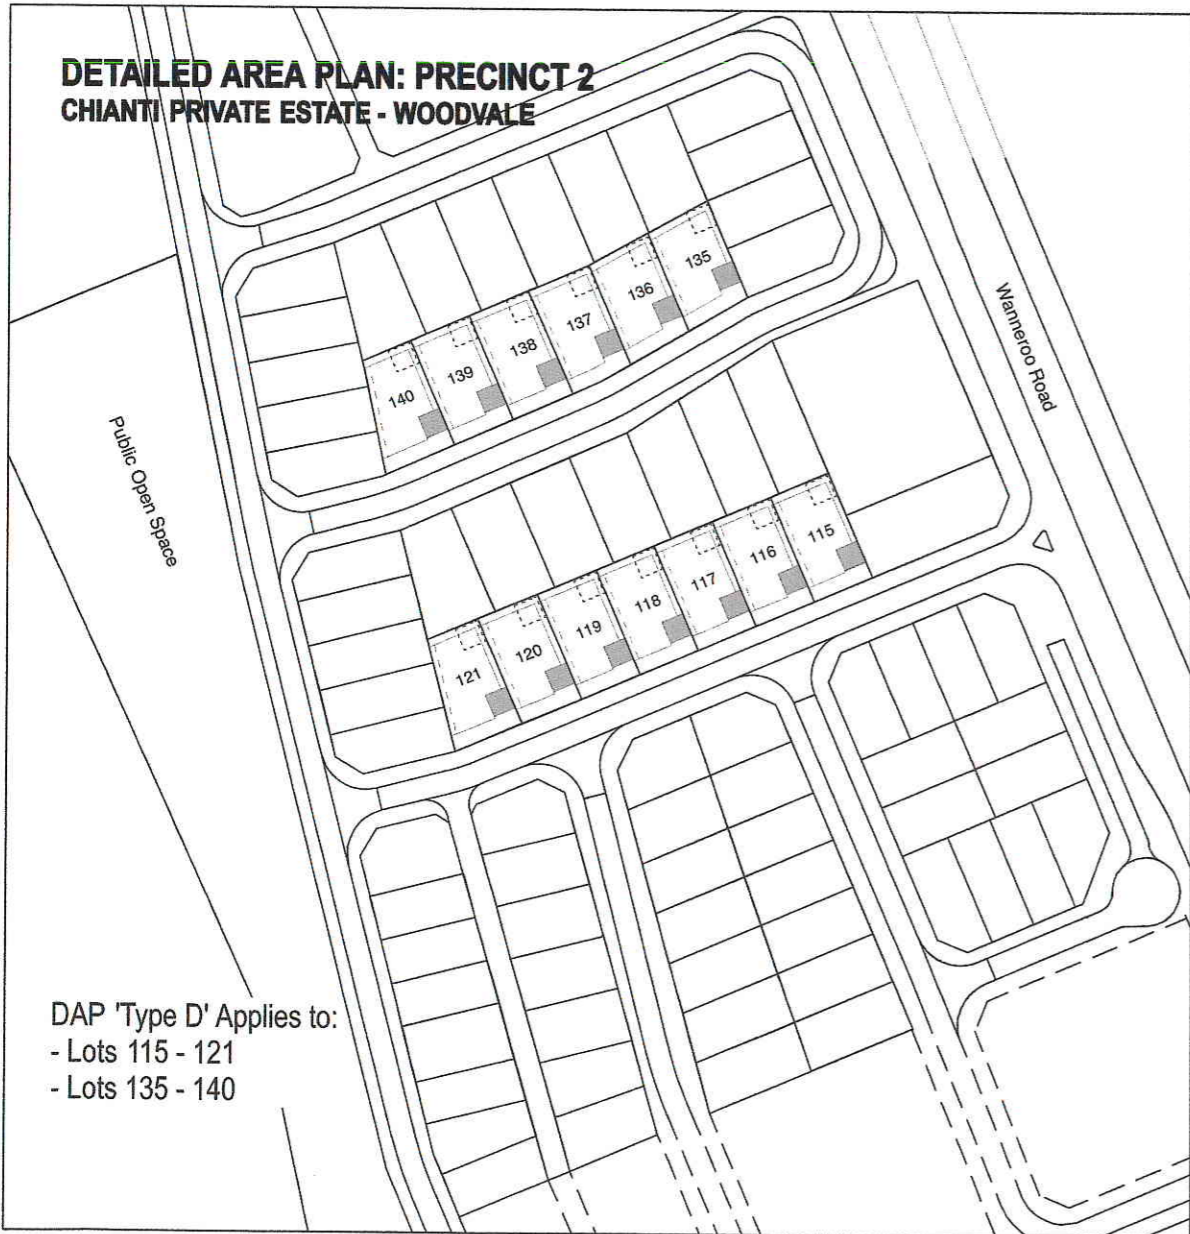 DETAILED AREA PLAN: PRECINCT 2
CHIANTI PRIVATE ESTATE - WOODVALE
135
136
137
138
139
140
Wanneroo Road
Public Open Space
115
116
117
118
119
120
121
DAP 'Type D' Applies to:
- Lots 115 - 121
- Lots 135 - 140